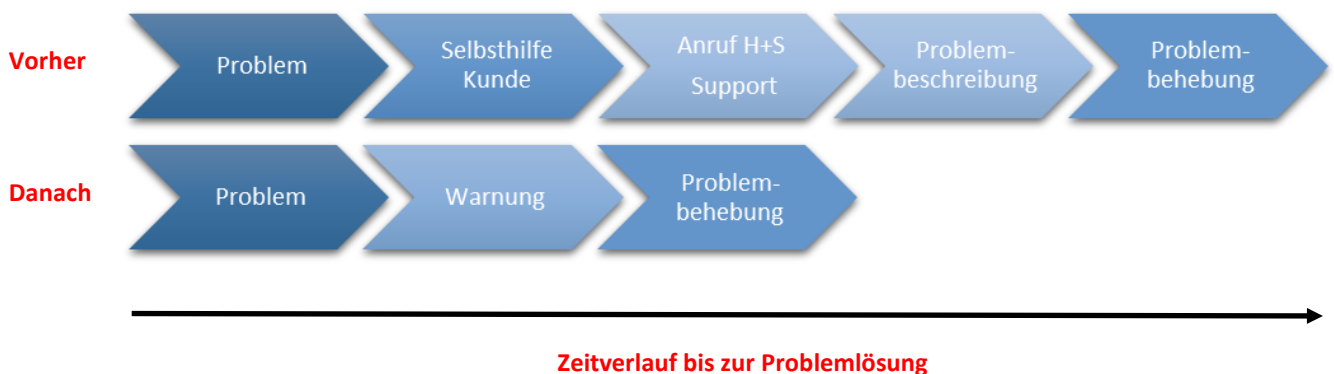 Vorher
Problem
Selbsthilfe
Kunde
Anruf H+S
Support
Problem-
beschreibung
Problem-
behebung
Danach
Problem
Warnung
Problem-
behebung
Zeitverlauf bis zur Problemlösung